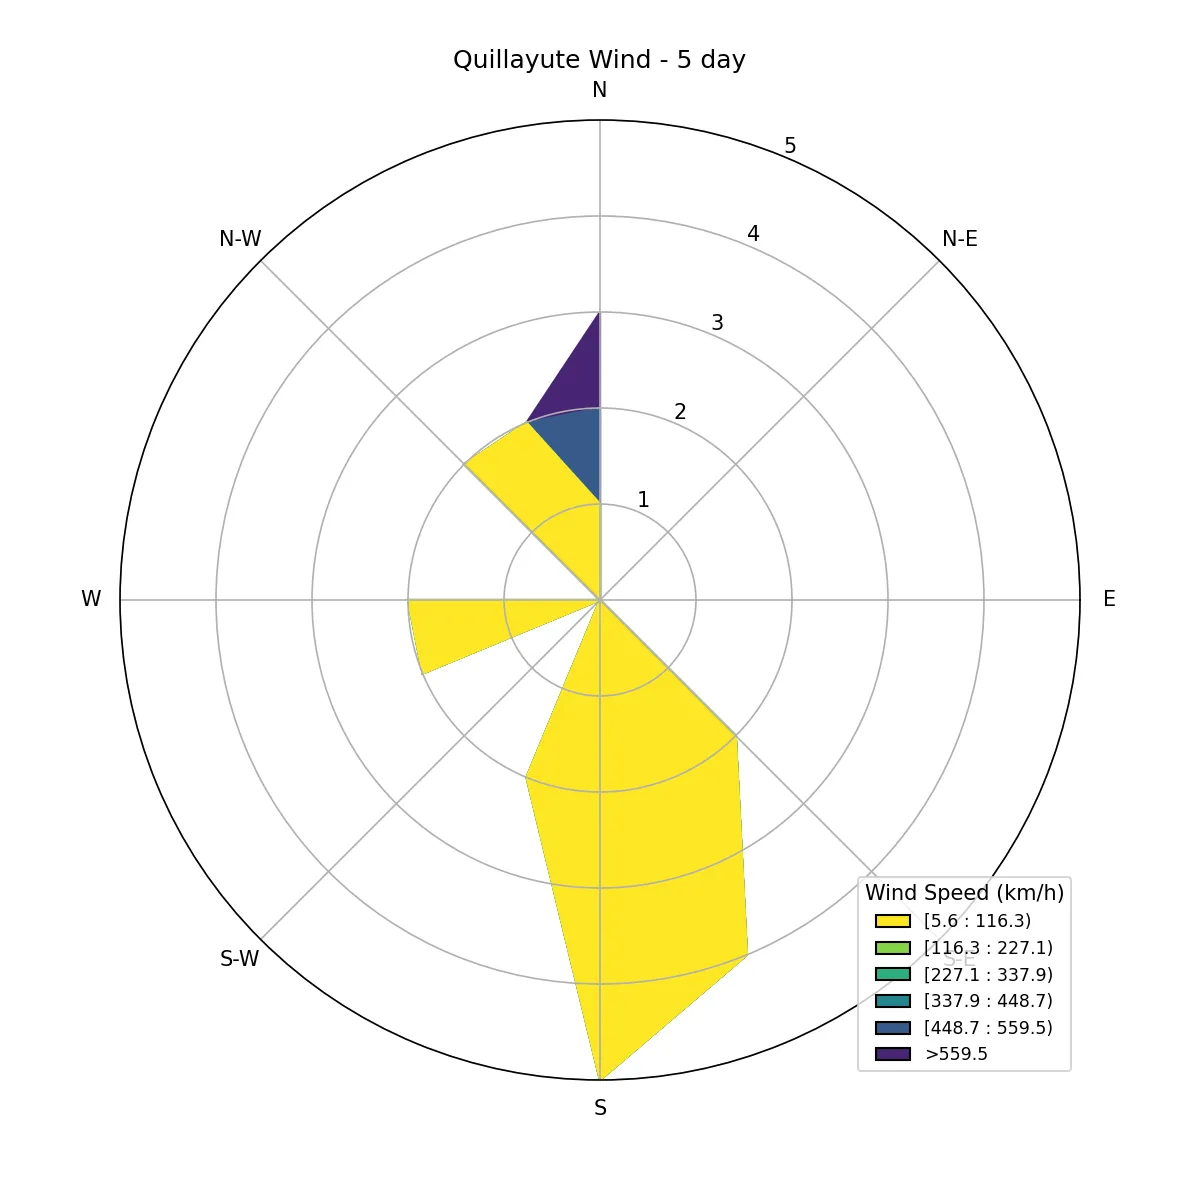 Quillayute Wind - 5 day
N
5
N-W
N-E
4
3
2
1
W
E
Wind Speed (km/h)
[5.6 : 116.3)
[116.3 : 227.1)
S-W
S-E
[227.1 : 337.9)
[337.9 : 448.7)
[448.7 : 559.5)
>559.5
S